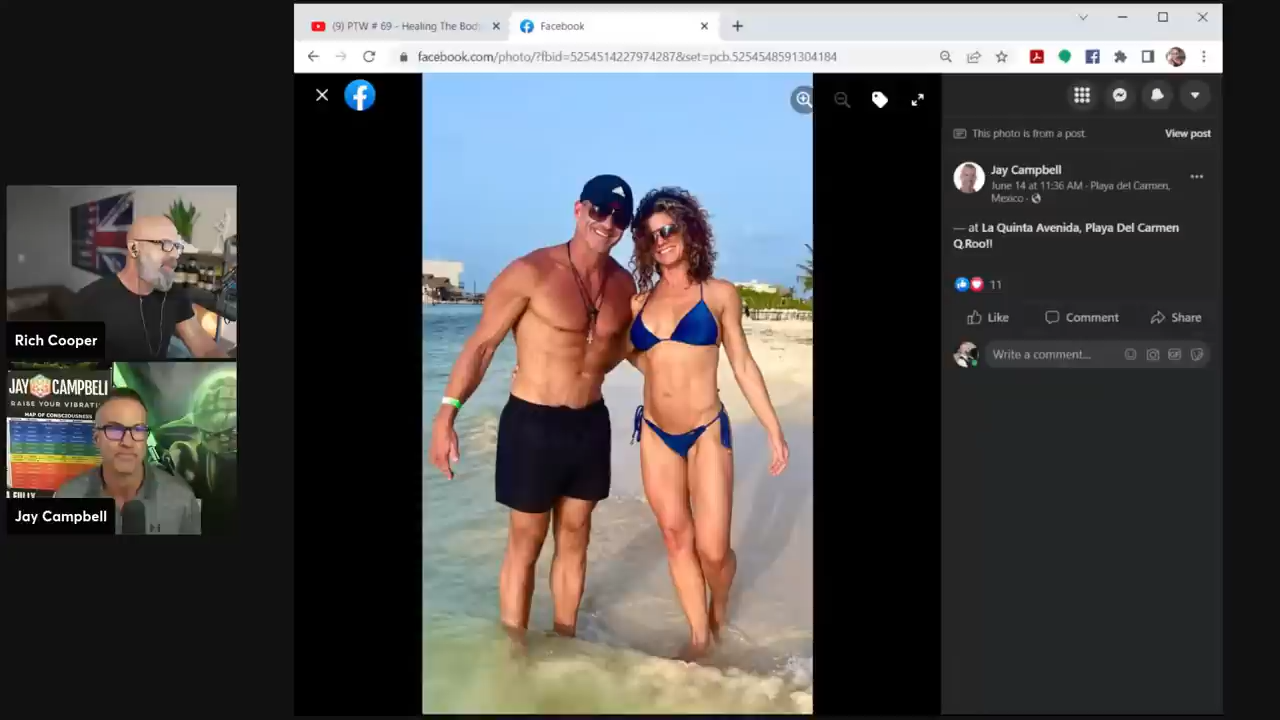 (9) PTW # 69 - Healing The Bod
Facebook
facebook.com/photo/?fbid=5254514227974287&set=pcb.5254548591304184
This photo is from a post.
View post
Jay Campbell
June 14 at 11:36 AM · Playa del Carmen,
Mexico ·
— at La Quinta Avenida, Playa Del Carmen
Q.Roo!!
11
Like
Comment
Share
Write a comment...
GIF
Rich Cooper
JAY CAMPBELL
RAISE YOUR VIBRATI
MAP OF CONSCIOUSNESS
Jay Campbell